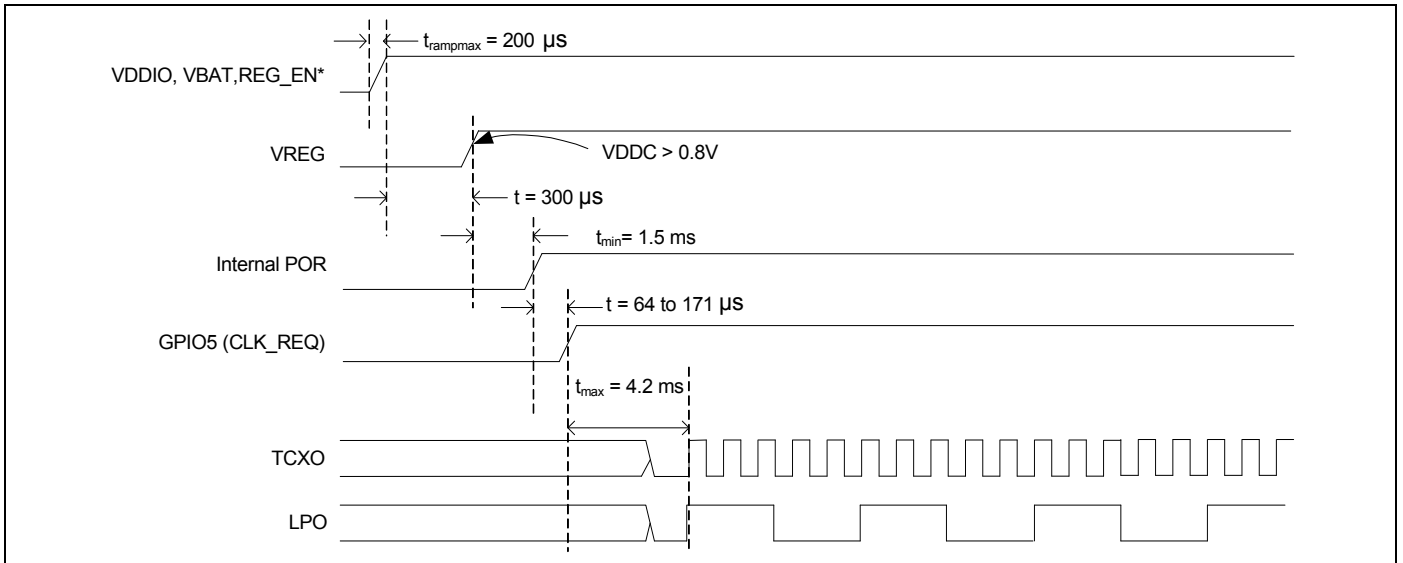 t_rampmax = 200 µs
VDDIO, VBAT,REG_EN*
VREG
VDDC > 0.8V
t = 300 µs
t_min= 1.5 ms
Internal POR
t = 64 to 171 µs
GPIO5 (CLK_REQ)
t_max = 4.2 ms
TCXO
LPO